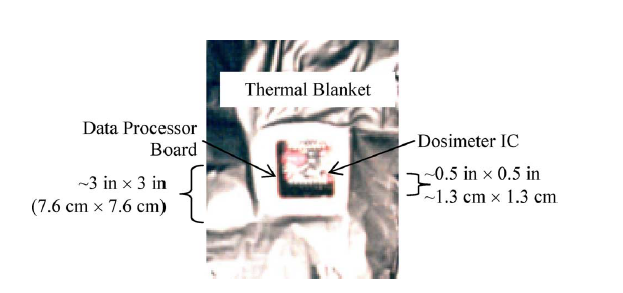 Thermal Blanket
Data Processor
Board
~3 in × 3 in
(7.6 cm × 7.6 cm)
Dosimeter IC
~0.5 in × 0.5 in
~1.3 cm × 1.3 cm